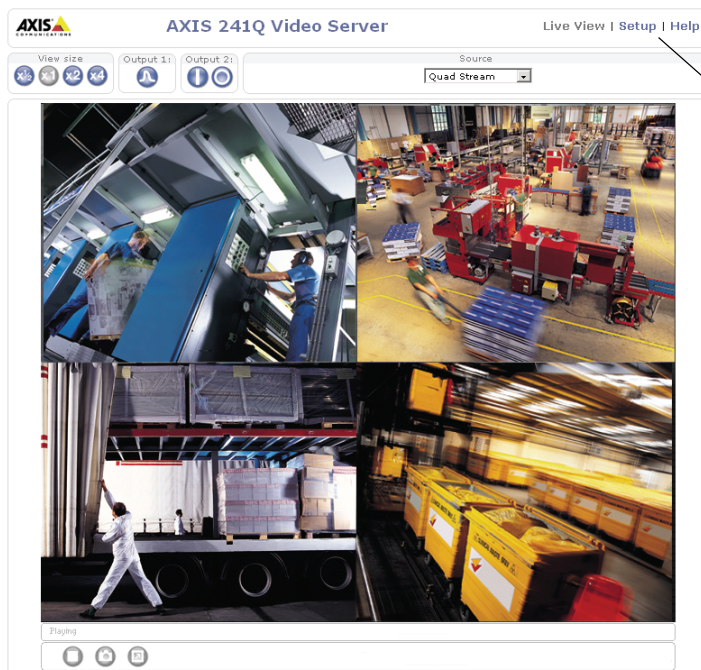 AXIS
COMMUNICATIONS
AXIS 241Q Video Server
Live View | Setup | Help
View size
x½ x1 x2 x4
Output 1:
Output 2:
Source
Quad Stream
Playing